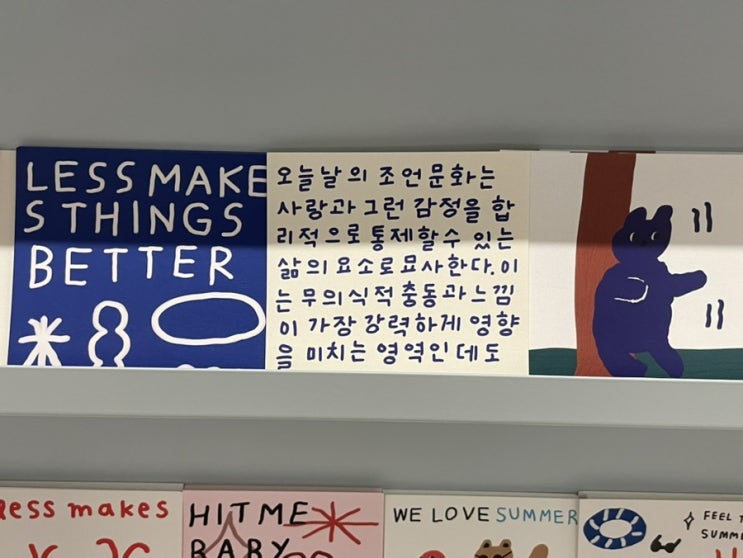 LESS MAKE
S THINGS
BETTER
오늘날의 조언문화는
사랑과 그런 감정을 합
리적으로 통제할수 있는
삶의 요소로 묘사한다. 이
는 무의식적 충동과 느낌
이 가장 강력하게 영향
을 미치는 영역인데도
less makes
HIT ME
BABY
WE LOVE SUMMER
FEEL
SUMME